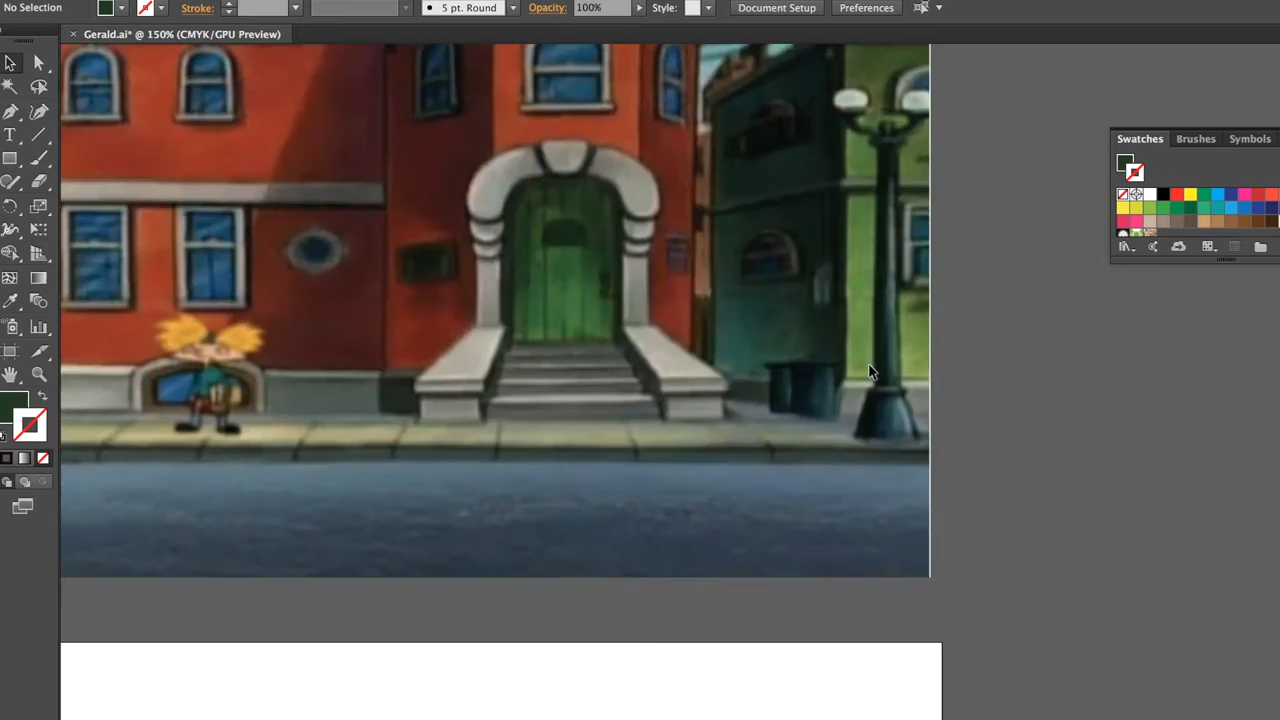 No Selection Stroke: 5 pt. Round Opacity: 100% Style: Document Setup Preferences
× Gerald.ai* @ 150% (CMYK/GPU Preview)
Swatches Brushes Symbols